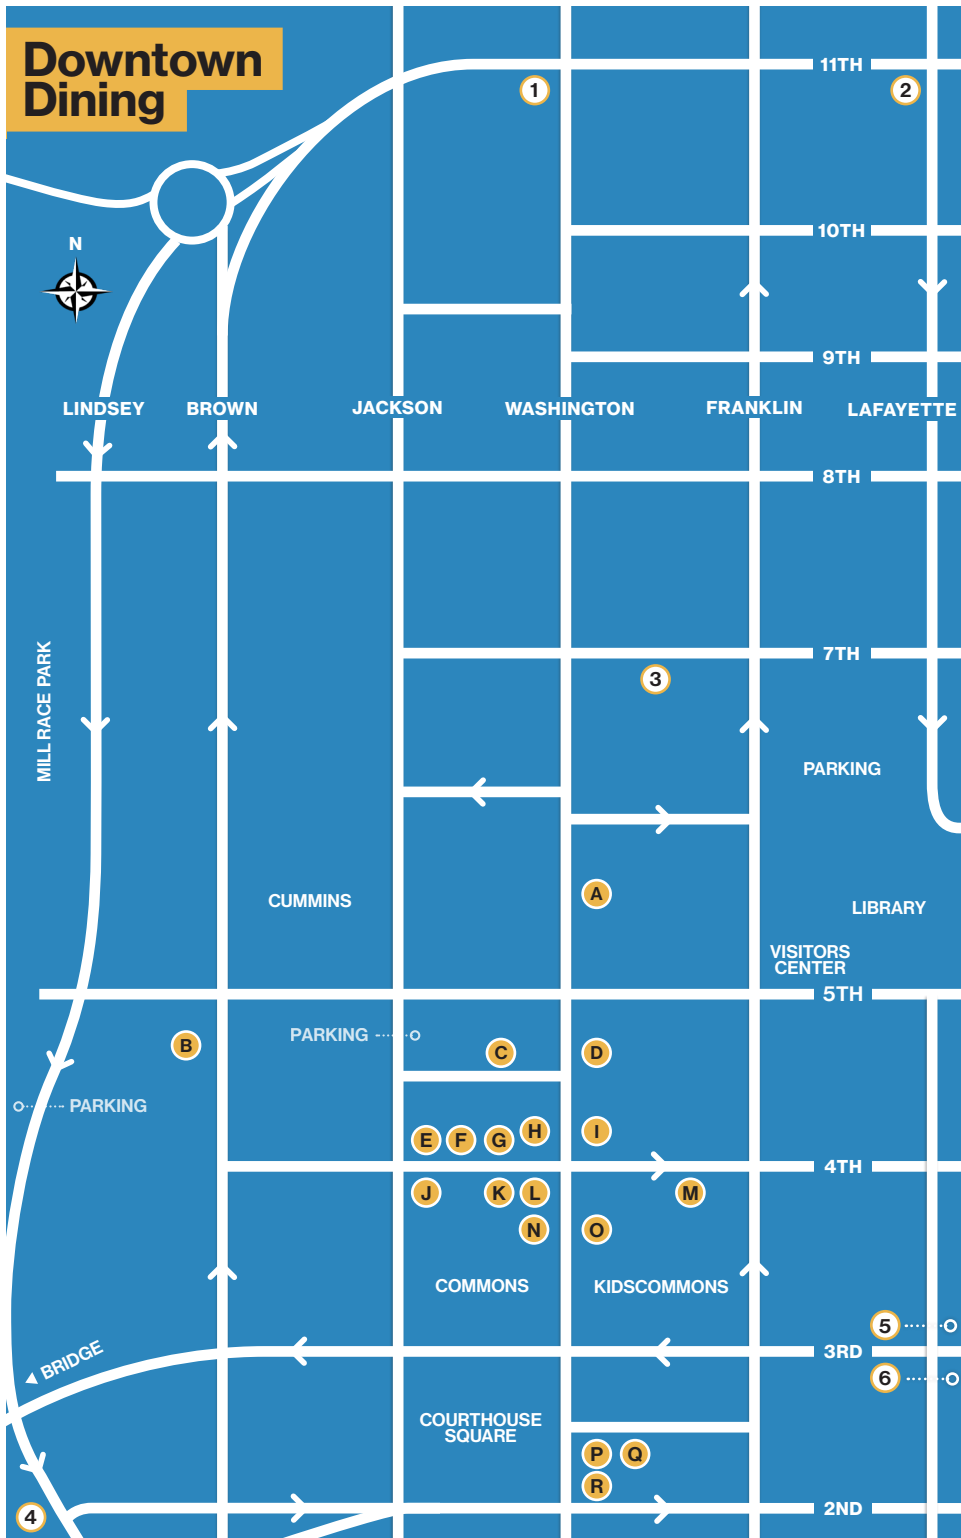 Downtown
Dining
11TH
1
2
10TH
N
9TH
LINDSEY
BROWN
JACKSON
WASHINGTON
FRANKLIN
LAFAYETTE
8TH
7TH
3
MILL RACE PARK
PARKING
A
CUMMINS
LIBRARY
VISITORS
CENTER
5TH
PARKING
B
C
D
PARKING
E
F
G
H
I
4TH
J
K
L
M
N
O
COMMONS
KIDSCOMMONS
5
BRIDGE
3RD
6
COURTHOUSE
SQUARE
P
Q
R
4
2ND